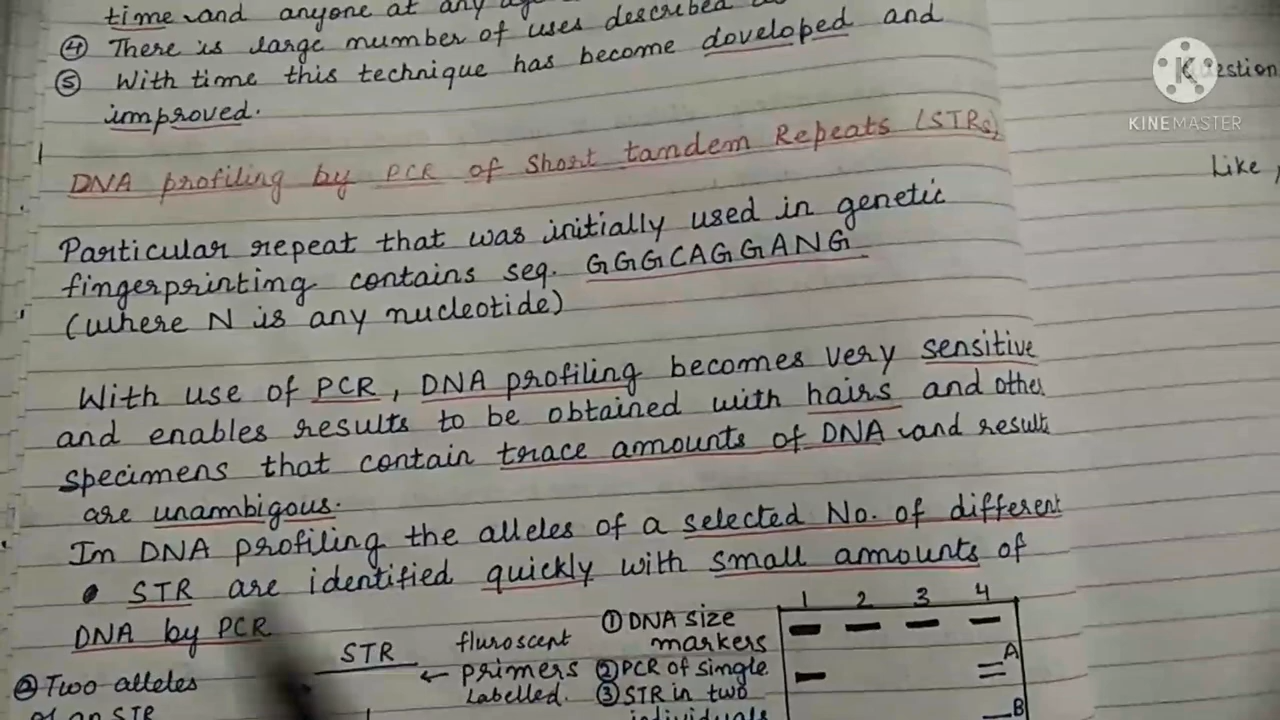 time and anyone at any
④ There is large number of uses described
⑤ With time this technique has become doveloped and
improved.
DNA profiling by PCR of Short tandem Repeats (STRs)
Particular repeat that was initially used in genetic
fingerprinting contains seq. GGGCAGGANG
(where N is any nucleotide)
With use of PCR, DNA profiling becomes very sensitive
and enables results to be obtained with hairs and other
specimens that contain trace amounts of DNA and results
are unambigous.
In DNA profiling the alleles of a selected No. of different
• STR are identified quickly with small amounts of
DNA by PCR
STR
fluroscent
← primers
labelled.
① DNA size
markers
② PCR of single
③ STR in two
individuals
1 2 3 4
A
B
ⓐ Two alleles
of an STR
Question
Like,
K
KINEMASTER